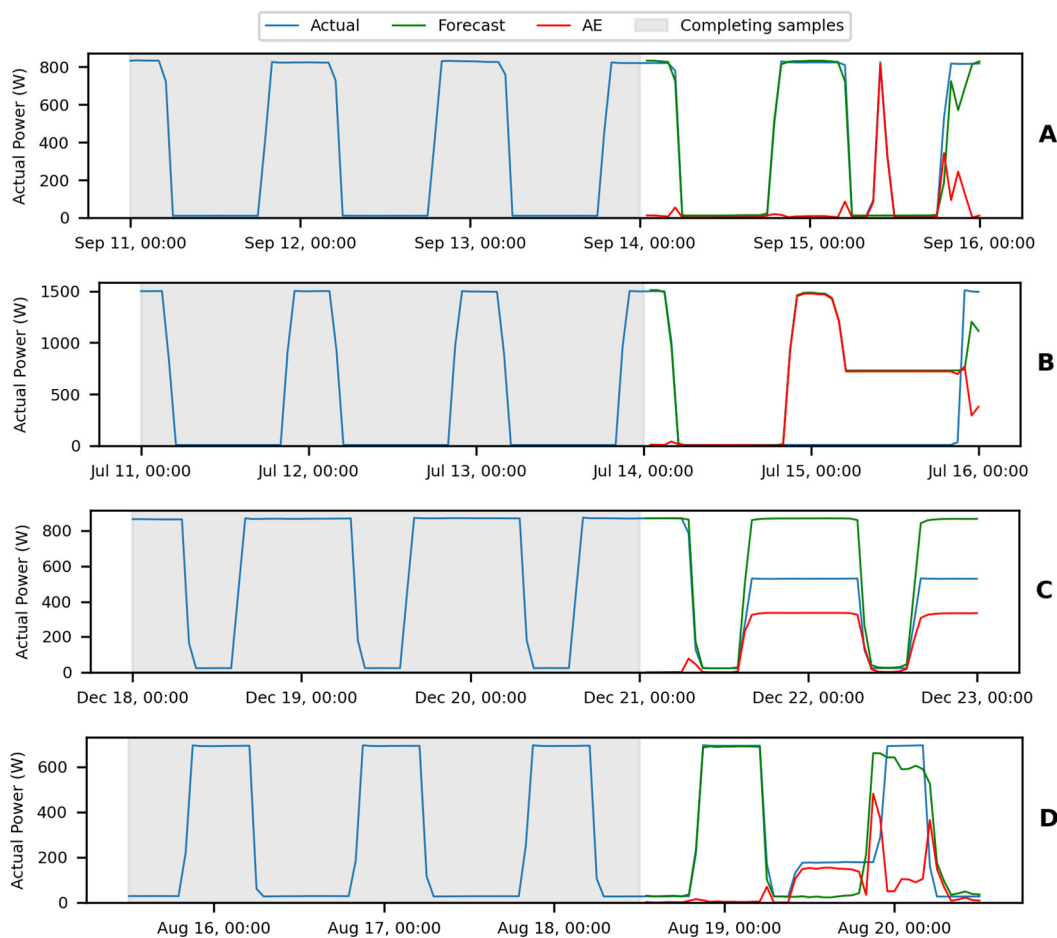 Actual Forecast AE Completing samples
Actual Power (W)
800
600
400
200
0
Sep 11, 00:00 Sep 12, 00:00 Sep 13, 00:00 Sep 14, 00:00 Sep 15, 00:00 Sep 16, 00:00
A
Actual Power (W)
1500
1000
500
0
Jul 11, 00:00 Jul 12, 00:00 Jul 13, 00:00 Jul 14, 00:00 Jul 15, 00:00 Jul 16, 00:00
B
Actual Power (W)
800
600
400
200
0
Dec 18, 00:00 Dec 19, 00:00 Dec 20, 00:00 Dec 21, 00:00 Dec 22, 00:00 Dec 23, 00:00
C
Actual Power (W)
600
400
200
0
Aug 16, 00:00 Aug 17, 00:00 Aug 18, 00:00 Aug 19, 00:00 Aug 20, 00:00
D